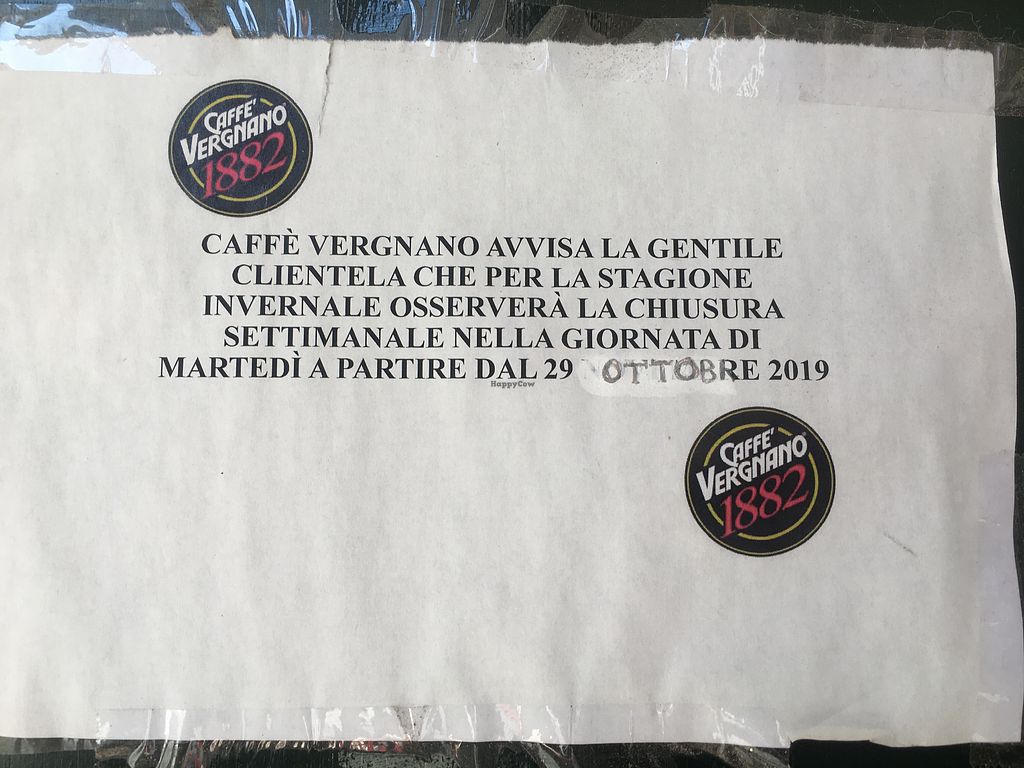 CAFFE'
VERGNANO
1882
CAFFÈ VERGNANO AVVISA LA GENTILE
CLIENTELA CHE PER LA STAGIONE
INVERNALE OSSERVERÀ LA CHIUSURA
SETTIMANALE NELLA GIORNATA DI
MARTEDÌ A PARTIRE DAL 29 OTTOBRE 2019
HappyCow
CAFFE'
VERGNANO
1882